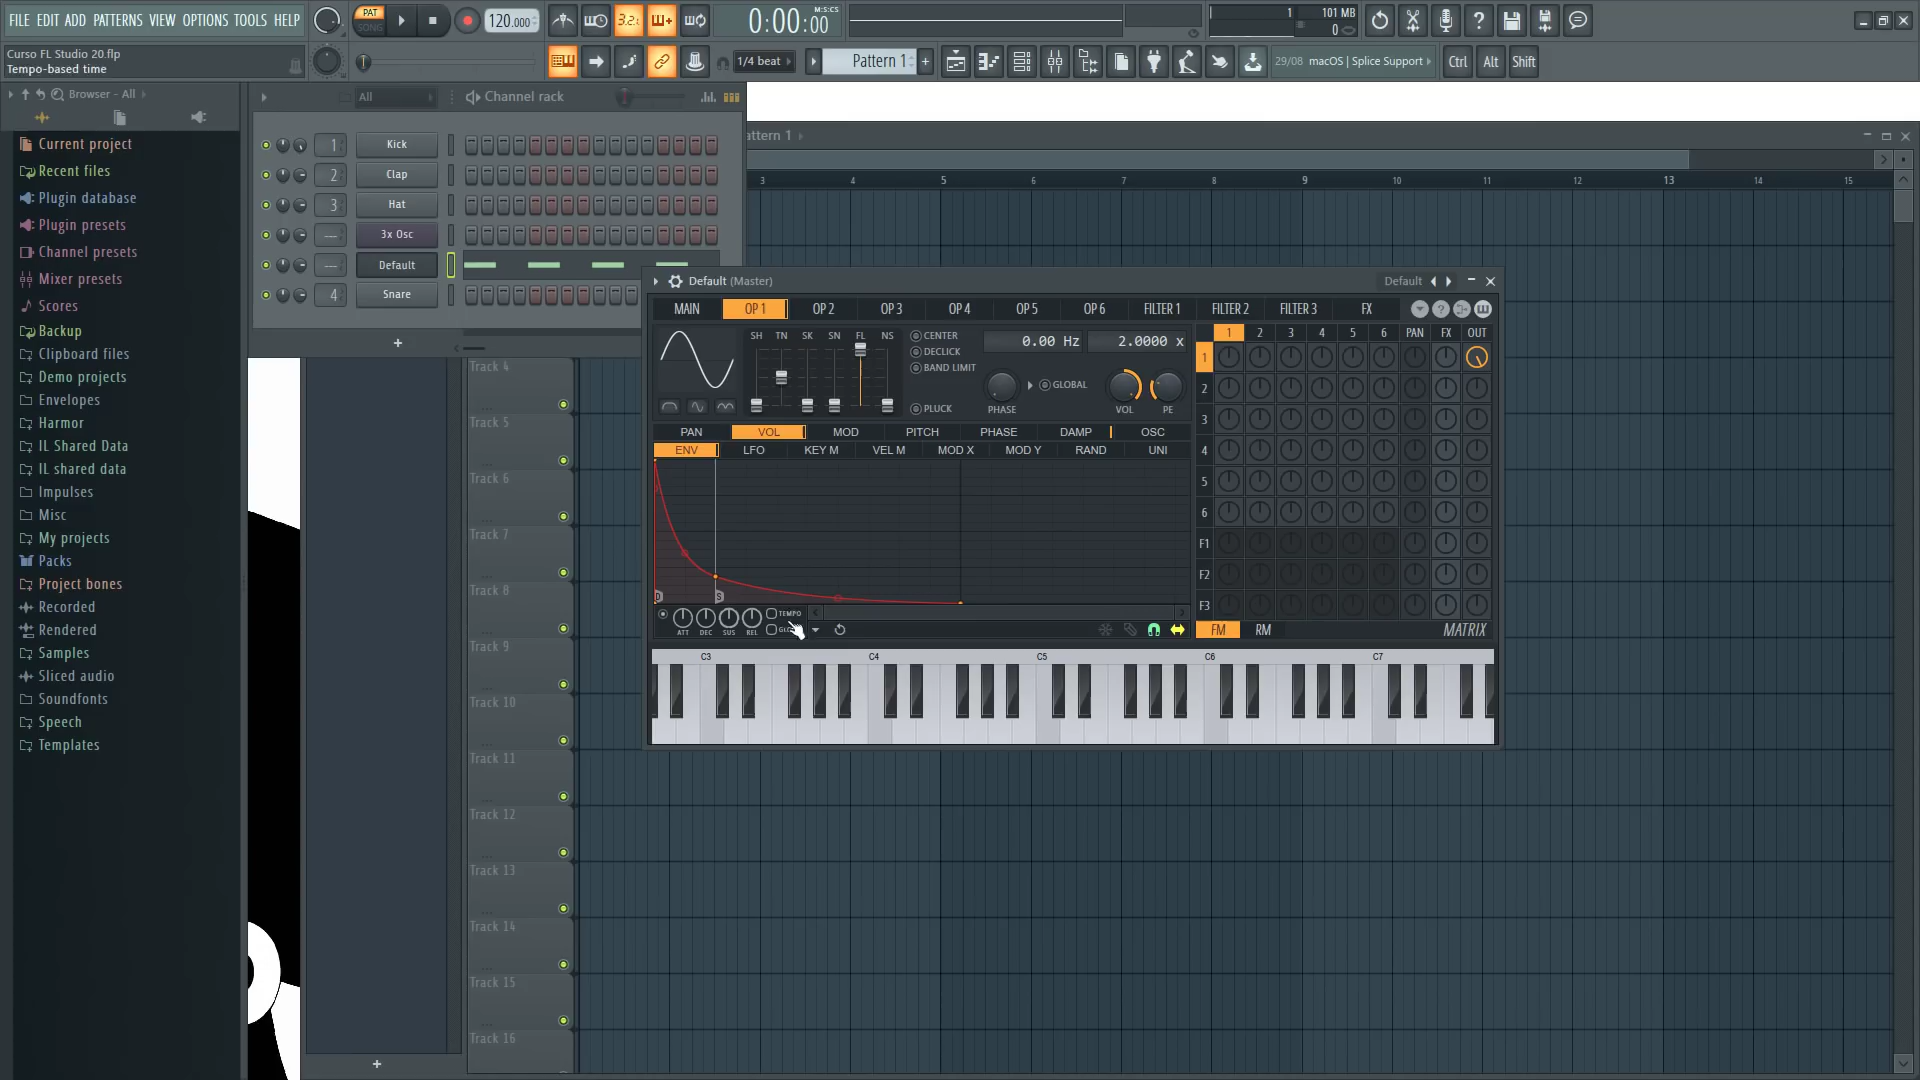 FILE EDIT ADD PATTERNS VIEW OPTIONS TOOLS HELP
PAT
SONG
120.000
3.2
0:00:00
M:S:CS
1
101 MB
0
Curso FL Studio 20.flp
Tempo-based time
1/4 beat
Pattern 1
+
29/08 macOS | Splice Support
Ctrl Alt Shift
Browser - All
All
Channel rack
Current project
Recent files
Plugin database
Plugin presets
Channel presets
Mixer presets
Scores
Backup
Clipboard files
Demo projects
Envelopes
Harmor
IL Shared Data
IL shared data
Impulses
Misc
My projects
Packs
Project bones
Recorded
Rendered
Samples
Sliced audio
Soundfonts
Speech
Templates
1 Kick
2 Clap
3 Hat
--- 3x Osc
--- Default
4 Snare
+
attern 1
3 4 5 6 7 8 9 10 11 12 13 14 15
Track 4
Track 5
Track 6
Track 7
Track 8
Track 9
Track 10
Track 11
Track 12
Track 13
Track 14
Track 15
Track 16
+
Default (Master)
Default
MAIN OP 1 OP 2 OP 3 OP 4 OP 5 OP 6 FILTER 1 FILTER 2 FILTER 3 FX
SH TN SK SN FL NS
CENTER
DECLICK
BAND LIMIT
PLUCK
0.00 Hz 2.0000 x
PHASE
GLOBAL
VOL PE
PAN VOL MOD PITCH PHASE DAMP OSC
ENV LFO KEY M VEL M MOD X MOD Y RAND UNI
D S
ATT DEC SUS REL
TEMPO
1 2 3 4 5 6 PAN FX OUT
1
2
3
4
5
6
F1
F2
F3
FM RM MATRIX
C3 C4 C5 C6 C7